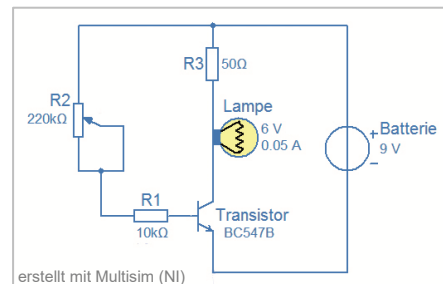 R3
50Ω
R2
220kΩ
Lampe
6 V
0.05 A
Batterie
+
9 V
−
R1
10kΩ
Transistor
BC547B
erstellt mit Multisim (NI)